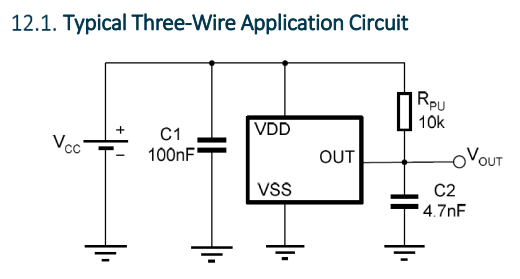 12.1. Typical Three-Wire Application Circuit
VCC
+
–
C1
100nF
VDD
OUT
VSS
RPU
10k
VOUT
C2
4.7nF